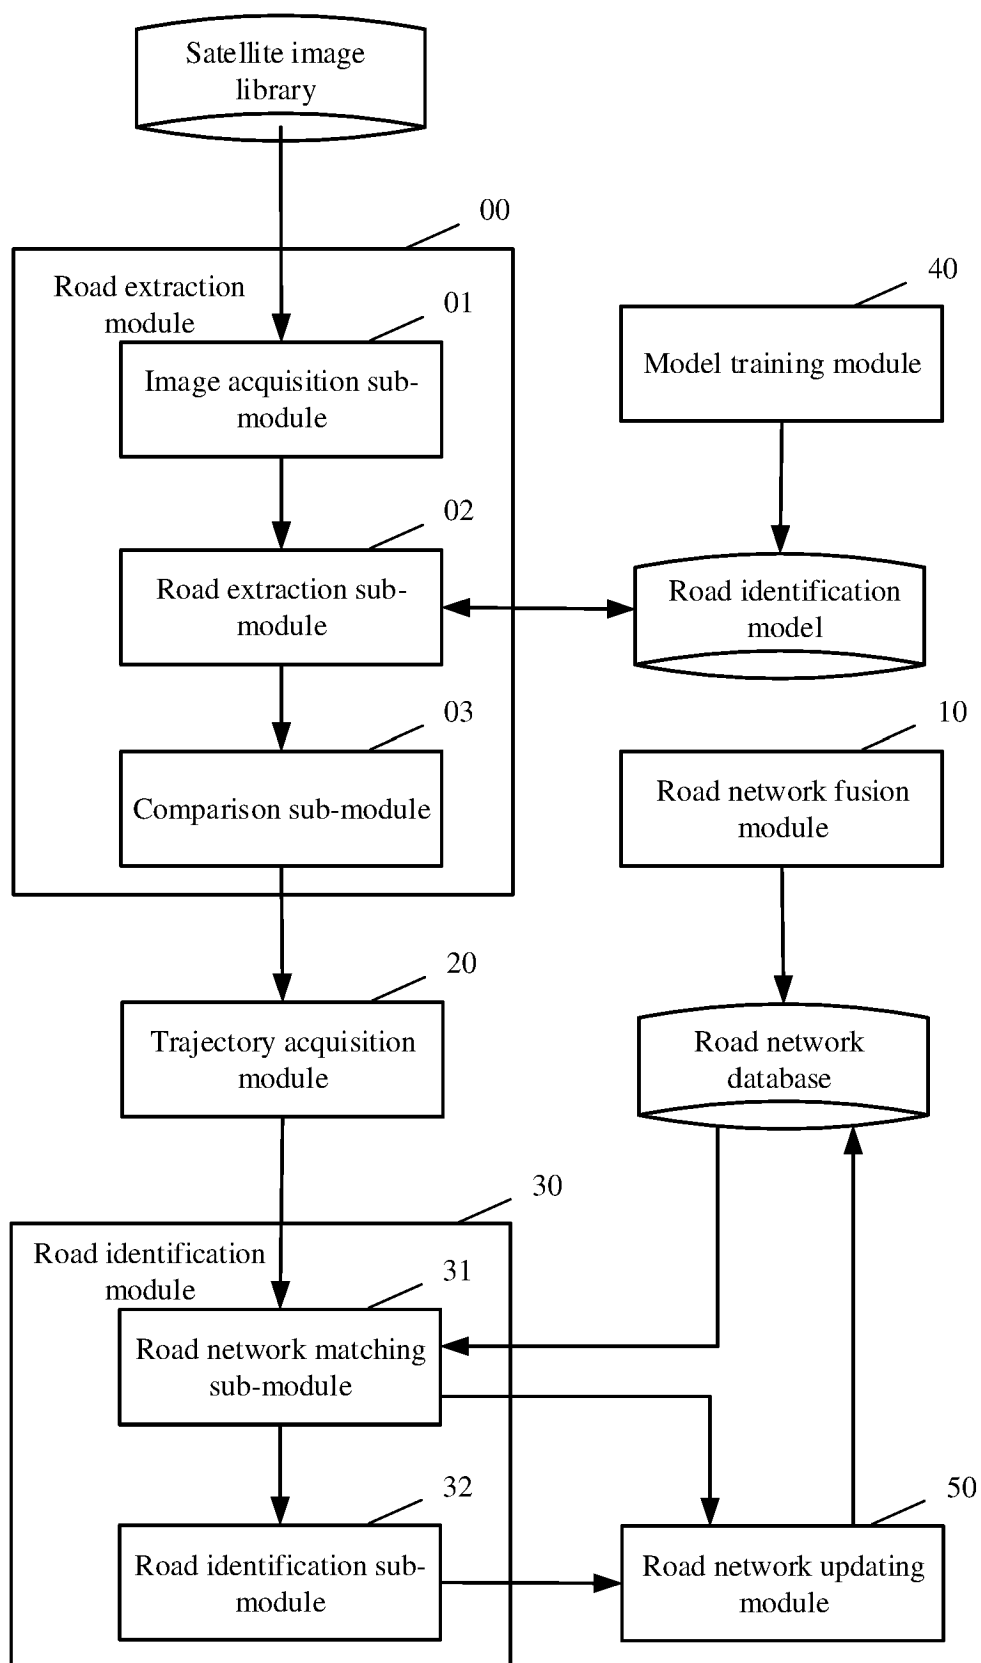 Satellite image
library
00
Road extraction
module
01
Image acquisition sub-
module
40
Model training module
02
Road extraction sub-
module
Road identification
model
03
Comparison sub-module
10
Road network fusion
module
20
Trajectory acquisition
module
Road network
database
30
Road identification
module
31
Road network matching
sub-module
32
Road identification sub-
module
50
Road network updating
module